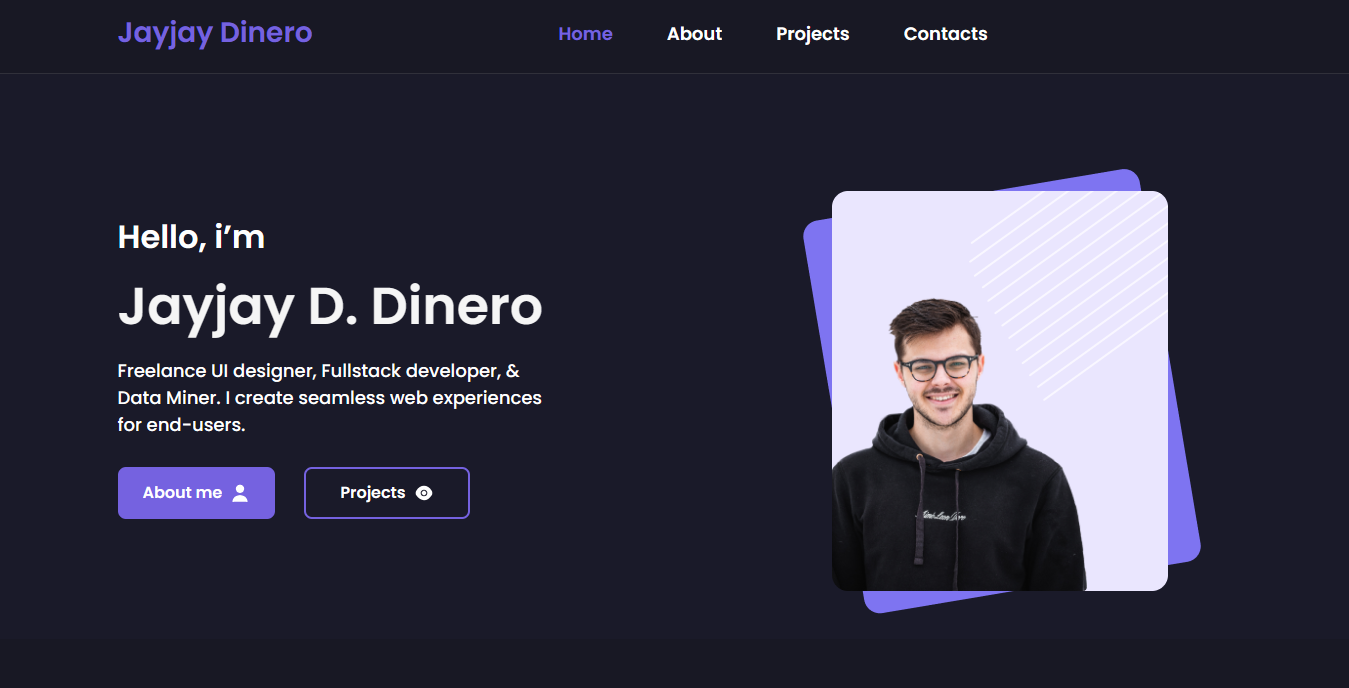 Jayjay Dinero
Home About Projects Contacts
Hello, i’m
Jayjay D. Dinero
Freelance UI designer, Fullstack developer, &
Data Miner. I create seamless web experiences
for end-users.
About me Projects